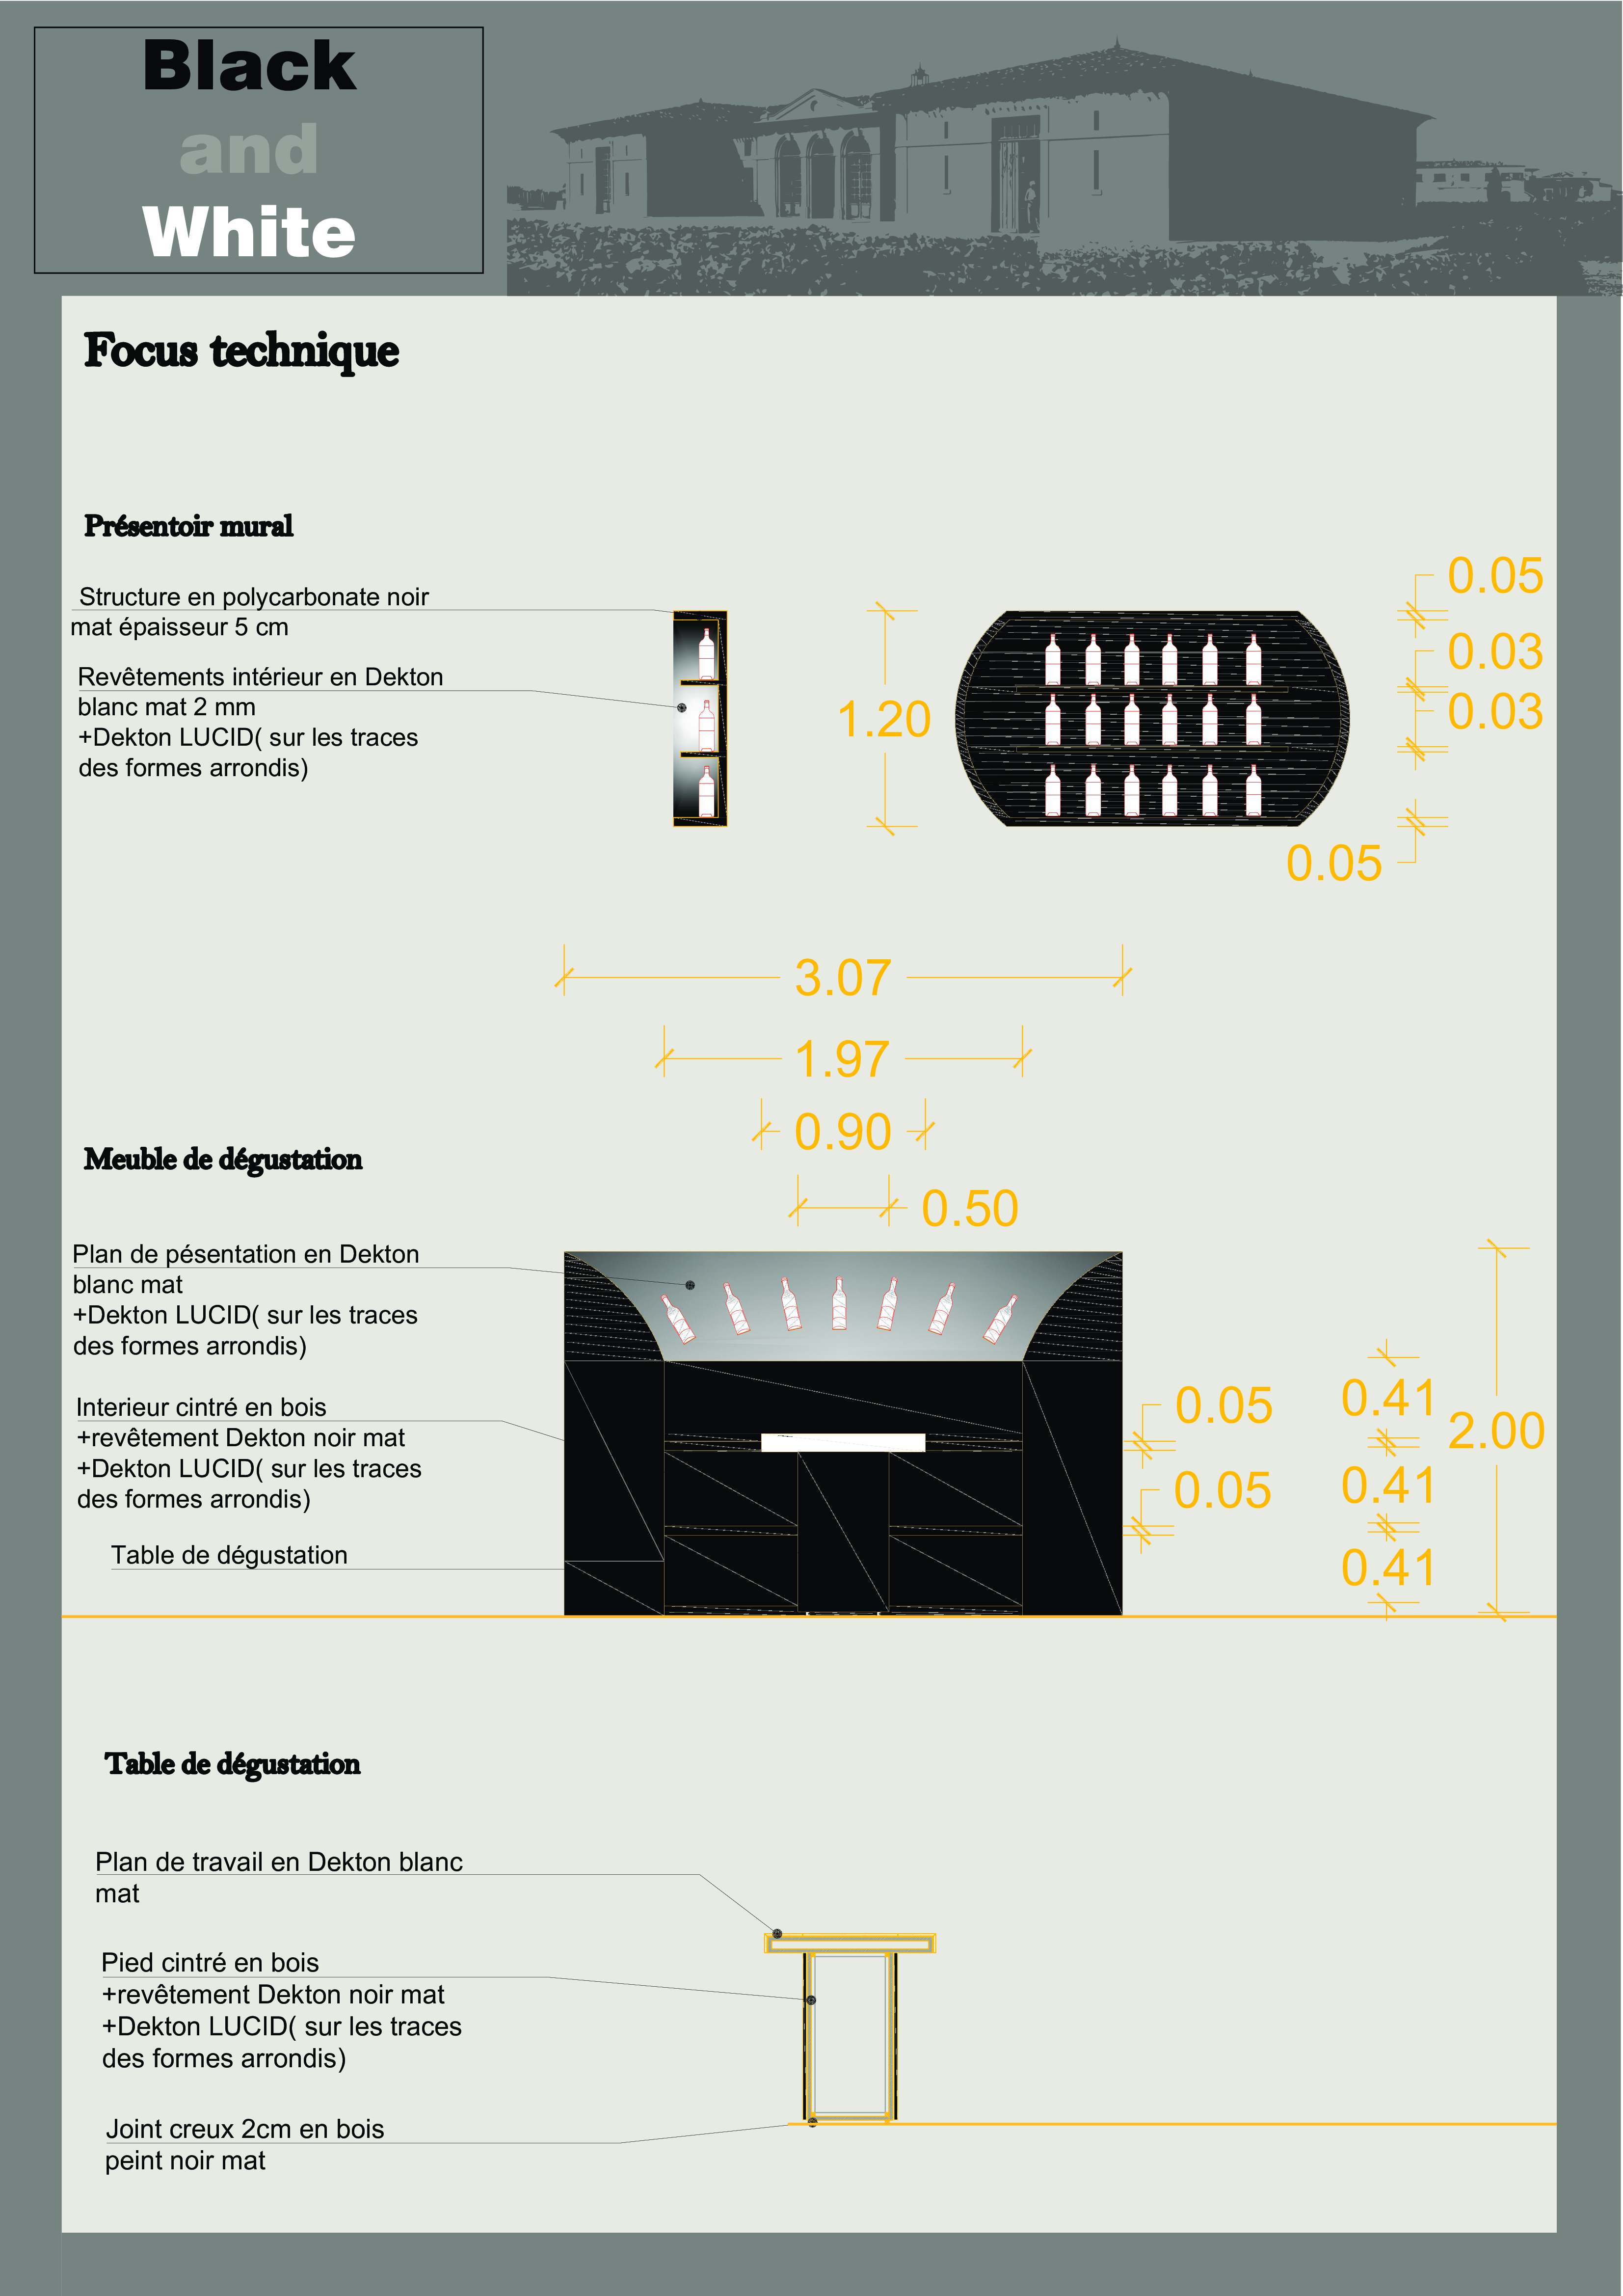 Black
and
White
Focus technique
Présentoir mural
Structure en polycarbonate noir
mat épaisseur 5 cm
Revêtements intérieur en Dekton
blanc mat 2 mm
+Dekton LUCID( sur les traces
des formes arrondis)
1.20
0.05
0.03
0.03
0.05
3.07
1.97
0.90
0.50
Meuble de dégustation
Plan de pésentation en Dekton
blanc mat
+Dekton LUCID( sur les traces
des formes arrondis)
Interieur cintré en bois
+revêtement Dekton noir mat
+Dekton LUCID( sur les traces
des formes arrondis)
Table de dégustation
0.05
0.05
0.41
0.41
0.41
2.00
Table de dégustation
Plan de travail en Dekton blanc
mat
Pied cintré en bois
+revêtement Dekton noir mat
+Dekton LUCID( sur les traces
des formes arrondis)
Joint creux 2cm en bois
peint noir mat